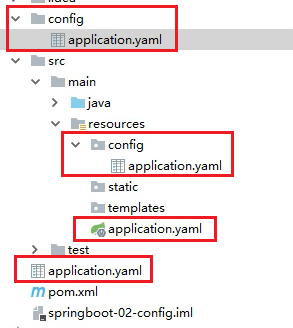 config
application.yaml
src
main
java
resources
config
application.yaml
static
templates
application.yaml
test
application.yaml
pom.xml
springboot-02-config.iml